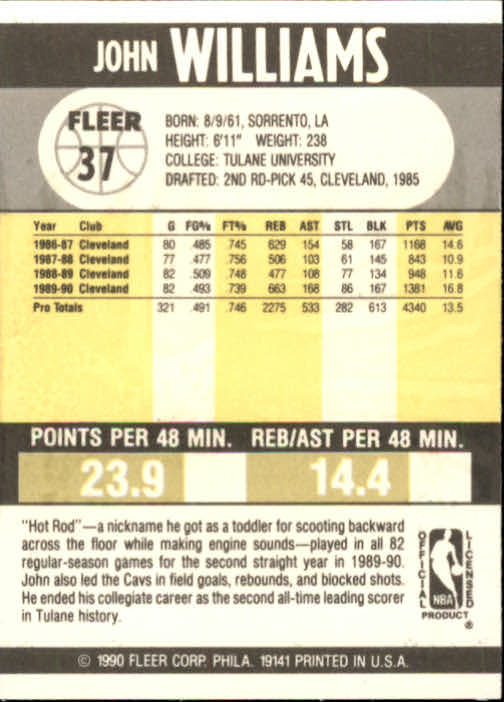 JOHN WILLIAMS
FLEER
37
BORN: 8/9/61, SORRENTO, LA
HEIGHT: 6'11" WEIGHT: 238
COLLEGE: TULANE UNIVERSITY
DRAFTED: 2ND RD-PICK 45, CLEVELAND, 1985
Year Club G FG% FT% REB AST STL BLK PTS AVG
1986-87 Cleveland 80 .485 .745 629 154 58 167 1168 14.6
1987-88 Cleveland 77 .477 .756 506 103 61 145 843 10.9
1988-89 Cleveland 82 .509 .748 477 108 77 134 948 11.6
1989-90 Cleveland 82 .493 .739 663 168 86 167 1381 16.8
Pro Totals 321 .491 .746 2275 533 282 613 4340 13.5
POINTS PER 48 MIN. REB/AST PER 48 MIN.
23.9 14.4
"Hot Rod"—a nickname he got as a toddler for scooting backward
across the floor while making engine sounds—played in all 82
regular-season games for the second straight year in 1989-90.
John also led the Cavs in field goals, rebounds, and blocked shots.
He ended his collegiate career as the second all-time leading scorer
in Tulane history.
OFFICIAL
NBA
LICENSED
PRODUCT
®
© 1990 FLEER CORP. PHILA. 19141 PRINTED IN U.S.A.